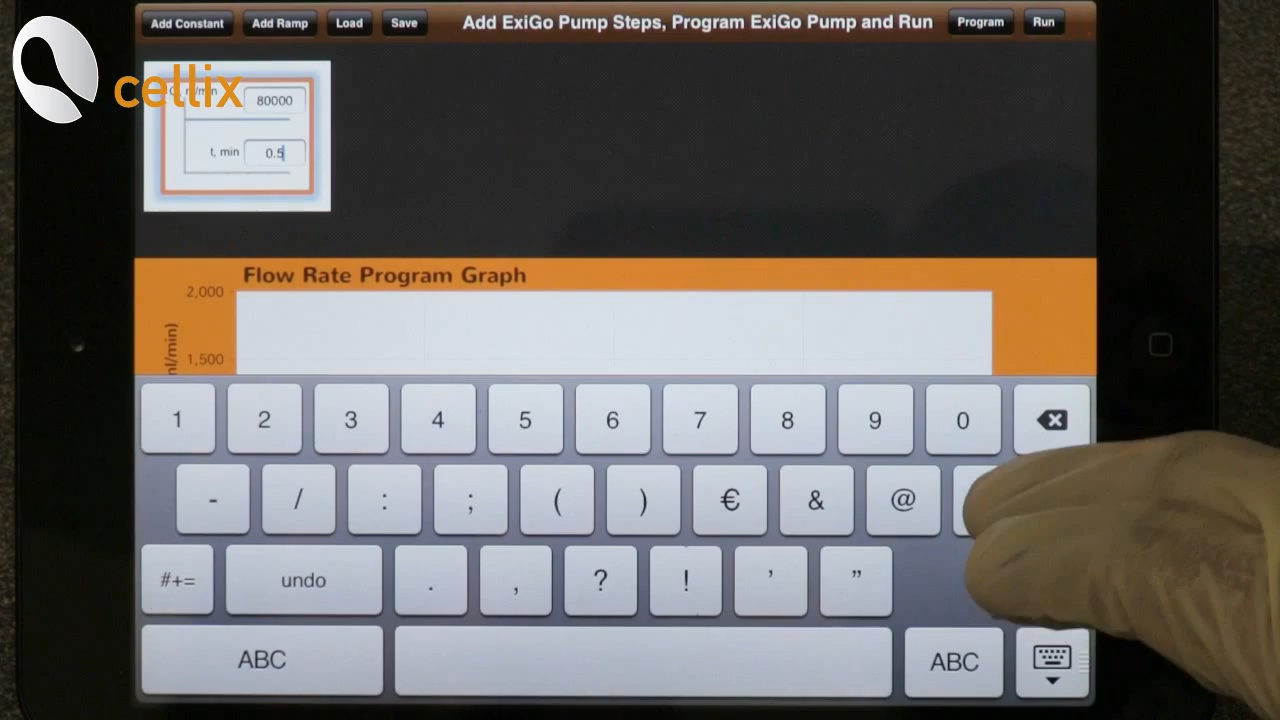 Add Constant Add Ramp Load Save Add ExiGo Pump Steps, Program ExiGo Pump and Run Program Run
cellix
80000
t, min 0.5
Flow Rate Program Graph
2,000
1,500
nl/min)
1 2 3 4 5 6 7 8 9 0
- / : ; ( ) € & @
#+= undo . , ? ! ’ ”
ABC ABC